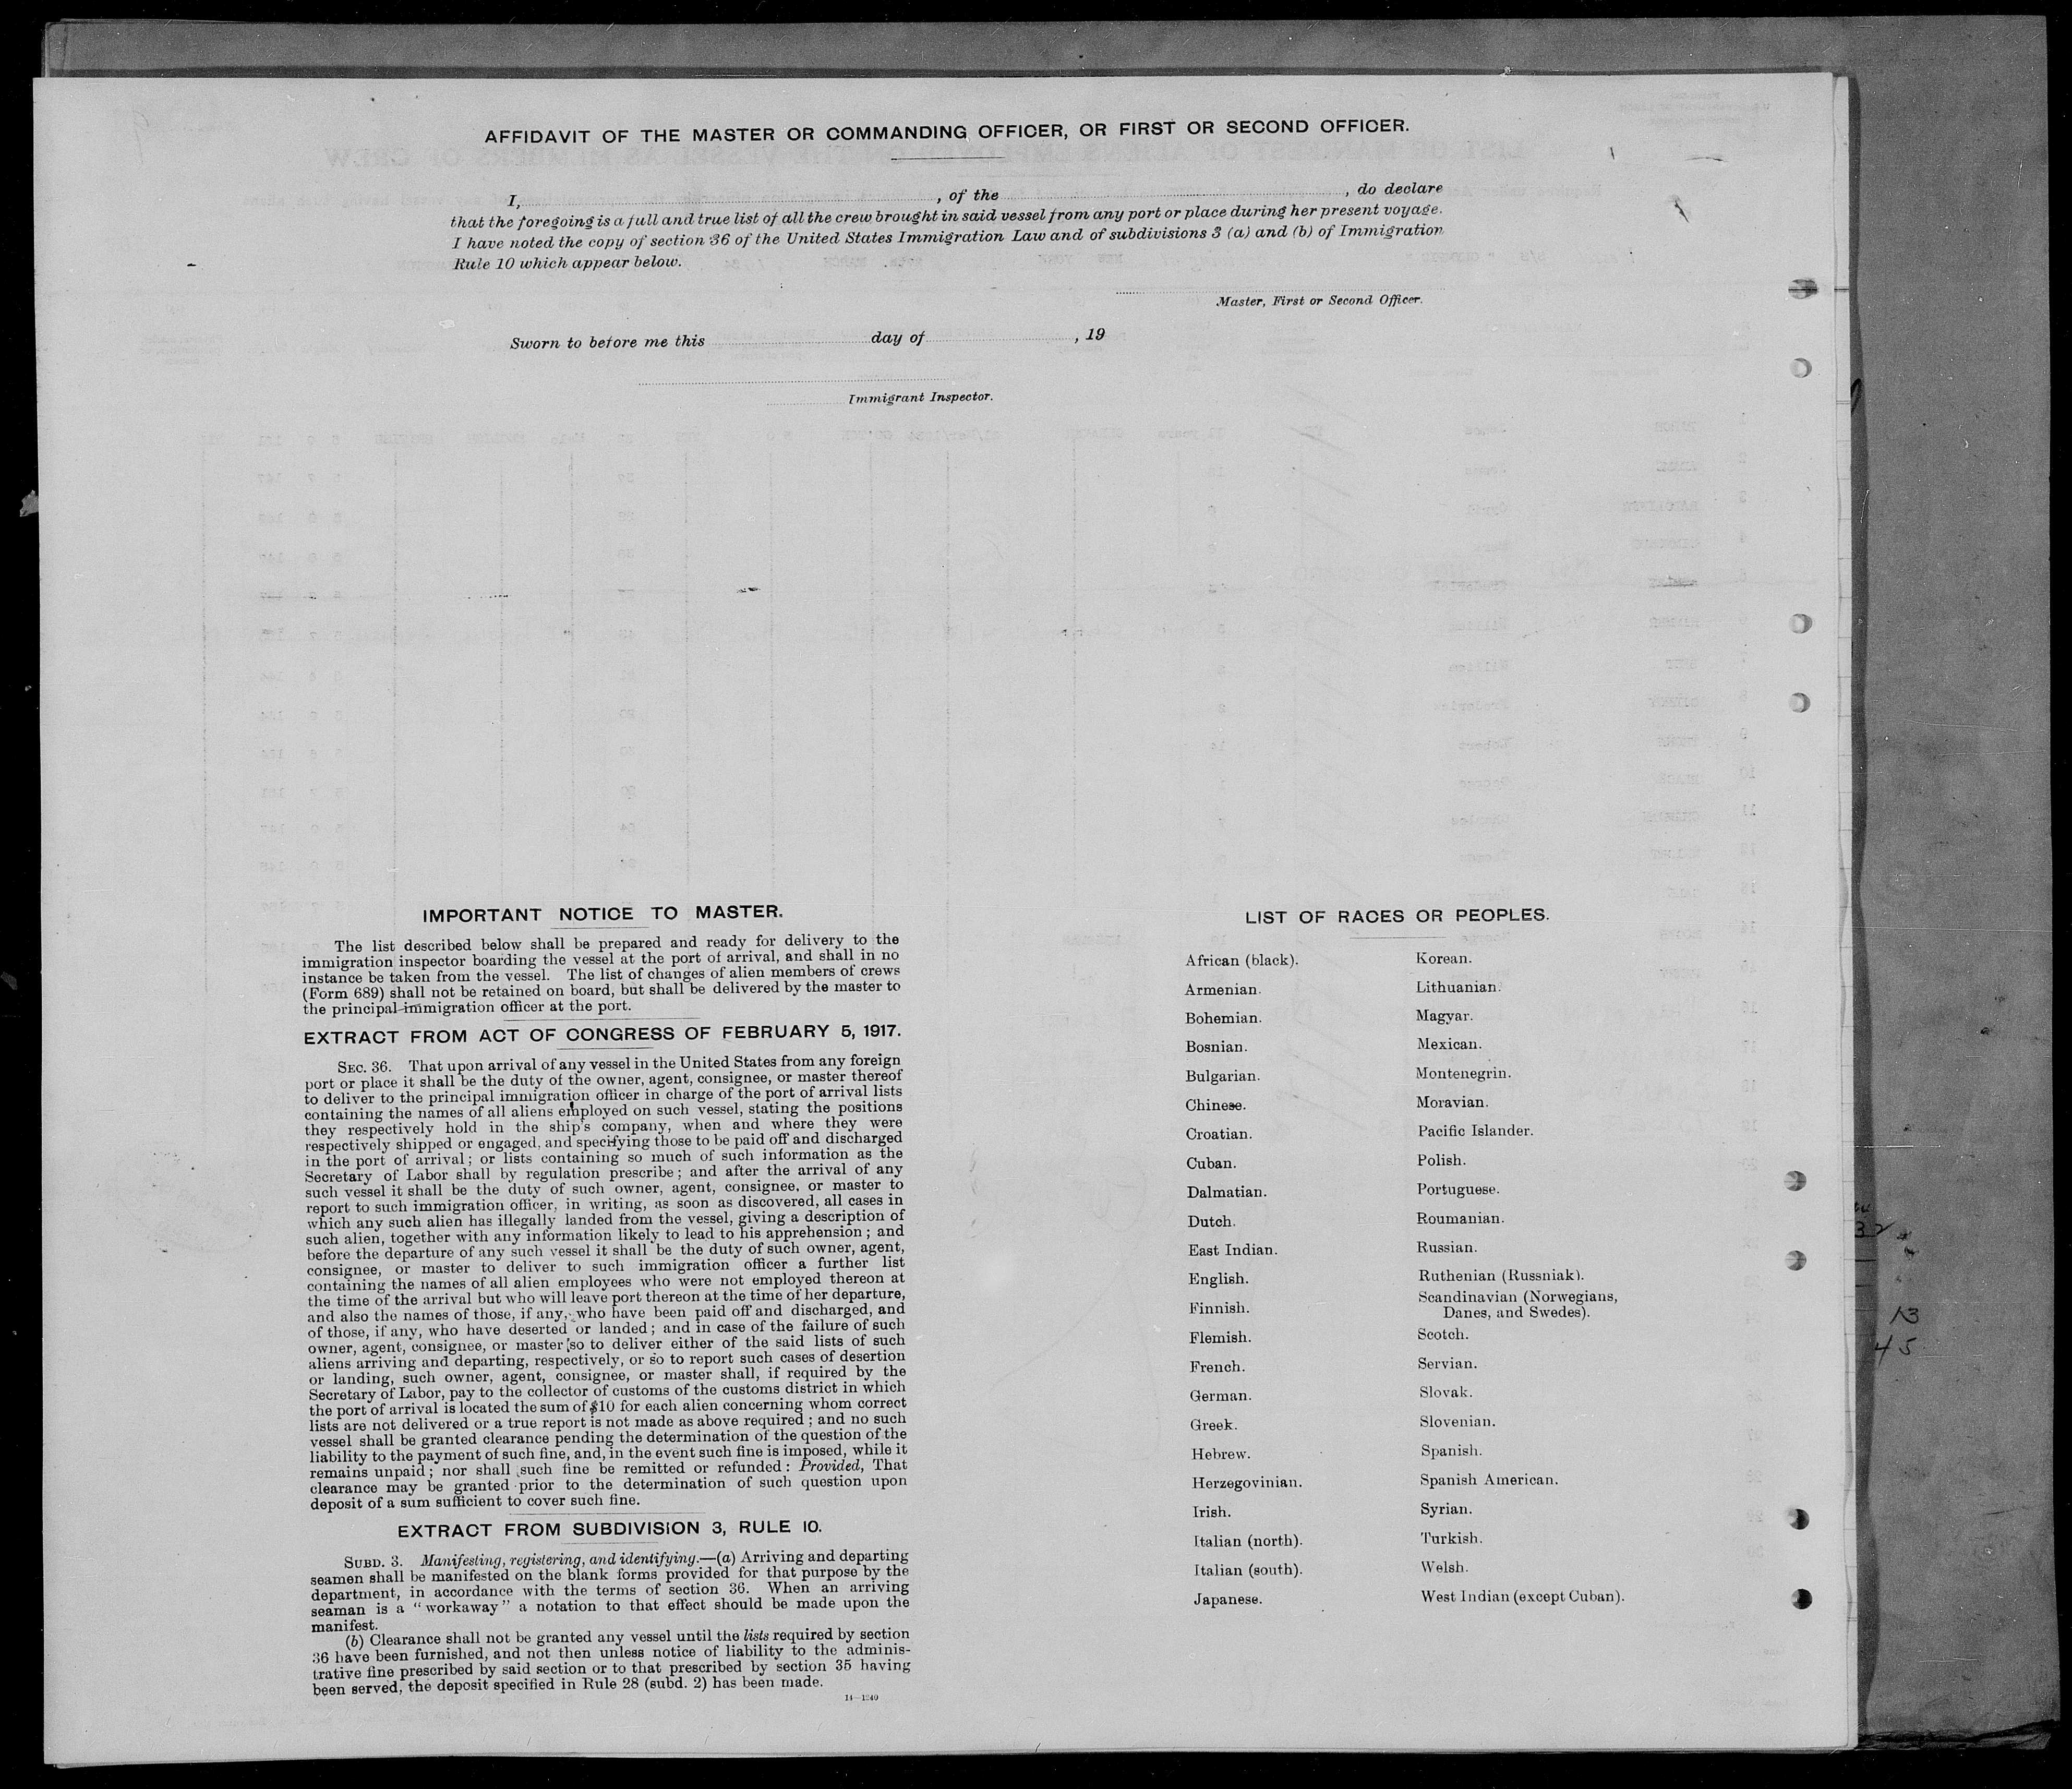 AFFIDAVIT OF THE MASTER OR COMMANDING OFFICER, OR FIRST OR SECOND OFFICER.
I, , of the , do declare
that the foregoing is a full and true list of all the crew brought in said vessel from any port or place during her present voyage.
I have noted the copy of section 36 of the United States Immigration Law and of subdivisions 3 (a) and (b) of Immigration
Rule 10 which appear below.
Master, First or Second Officer.
Sworn to before me this day of , 19
Immigrant Inspector.
IMPORTANT NOTICE TO MASTER.
The list described below shall be prepared and ready for delivery to the
immigration inspector boarding the vessel at the port of arrival, and shall in no
instance be taken from the vessel. The list of changes of alien members of crews
(Form 689) shall not be retained on board, but shall be delivered by the master to
the principal immigration officer at the port.
EXTRACT FROM ACT OF CONGRESS OF FEBRUARY 5, 1917.
SEC. 36. That upon arrival of any vessel in the United States from any foreign
port or place it shall be the duty of the owner, agent, consignee, or master thereof
to deliver to the principal immigration officer in charge of the port of arrival lists
containing the names of all aliens employed on such vessel, stating the positions
they respectively hold in the ship's company, when and where they were
respectively shipped or engaged, and specifying those to be paid off and discharged
in the port of arrival; or lists containing so much of such information as the
Secretary of Labor shall by regulation prescribe; and after the arrival of any
such vessel it shall be the duty of such owner, agent, consignee, or master to
report to such immigration officer, in writing, as soon as discovered, all cases in
which any such alien has illegally landed from the vessel, giving a description of
such alien, together with any information likely to lead to his apprehension; and
before the departure of any such vessel it shall be the duty of such owner, agent,
consignee, or master to deliver to such immigration officer a further list
containing the names of all alien employees who were not employed thereon at
the time of the arrival but who will leave port thereon at the time of her departure,
and also the names of those, if any, who have been paid off and discharged, and
of those, if any, who have deserted or landed; and in case of the failure of such
owner, agent, consignee, or master so to deliver either of the said lists of such
aliens arriving and departing, respectively, or so to report such cases of desertion
or landing, such owner, agent, consignee, or master shall, if required by the
Secretary of Labor, pay to the collector of customs of the customs district in which
the port of arrival is located the sum of $10 for each alien concerning whom correct
lists are not delivered or a true report is not made as above required; and no such
vessel shall be granted clearance pending the determination of the question of the
liability to the payment of such fine, and, in the event such fine is imposed, while it
remains unpaid; nor shall such fine be remitted or refunded: Provided, That
clearance may be granted prior to the determination of such question upon
deposit of a sum sufficient to cover such fine.
EXTRACT FROM SUBDIVISION 3, RULE 10.
SUBD. 3. Manifesting, registering, and identifying.—(a) Arriving and departing
seamen shall be manifested on the blank forms provided for that purpose by the
department, in accordance with the terms of section 36. When an arriving
seaman is a "workaway" a notation to that effect should be made upon the
manifest.
(b) Clearance shall not be granted any vessel until the lists required by section
36 have been furnished, and not then unless notice of liability to the adminis-
trative fine prescribed by said section or to that prescribed by section 35 having
been served, the deposit specified in Rule 28 (subd. 2) has been made.
14—1240
LIST OF RACES OR PEOPLES.
African (black).
Armenian.
Bohemian.
Bosnian.
Bulgarian.
Chinese.
Croatian.
Cuban.
Dalmatian.
Dutch.
East Indian.
English.
Finnish.
Flemish.
French.
German.
Greek.
Hebrew.
Herzegovinian.
Irish.
Italian (north).
Italian (south).
Japanese.
Korean.
Lithuanian.
Magyar.
Mexican.
Montenegrin.
Moravian.
Pacific Islander.
Polish.
Portuguese.
Roumanian.
Russian.
Ruthenian (Russniak).
Scandinavian (Norwegians,
Danes, and Swedes).
Scotch.
Servian.
Slovak.
Slovenian.
Spanish.
Spanish American.
Syrian.
Turkish.
Welsh.
West Indian (except Cuban).
13
45